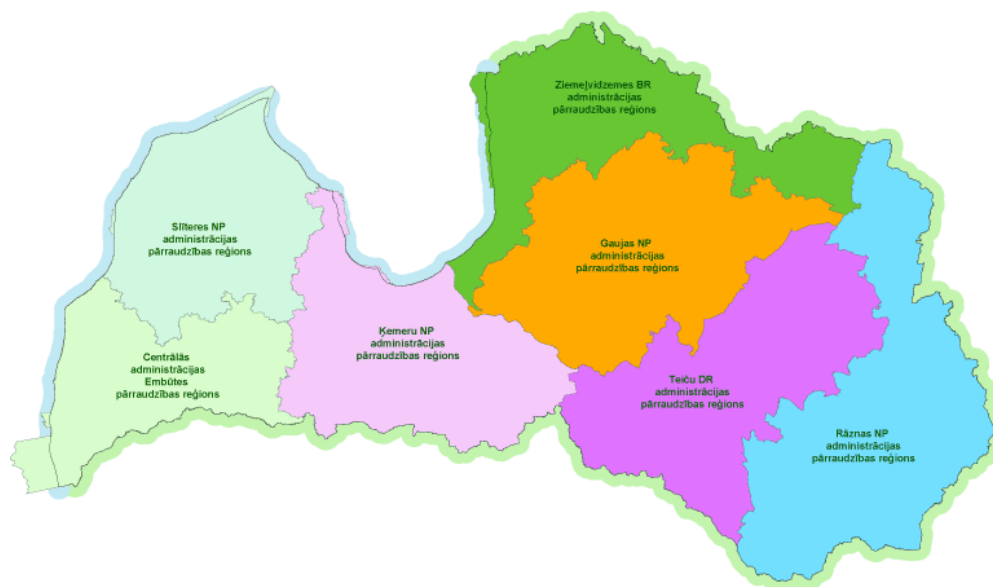 Ziemeļvidzemes BR
administrācijas
pārraudzības reģions
Slīteres NP
administrācijas
pārraudzības reģions
Gaujas NP
administrācijas
pārraudzības reģions
Ķemeru NP
administrācijas
pārraudzības reģions
Centrālās
administrācijas
Embūtes
pārraudzības reģions
Teiču DR
administrācijas
pārraudzības reģions
Rāznas NP
administrācijas
pārraudzības reģions